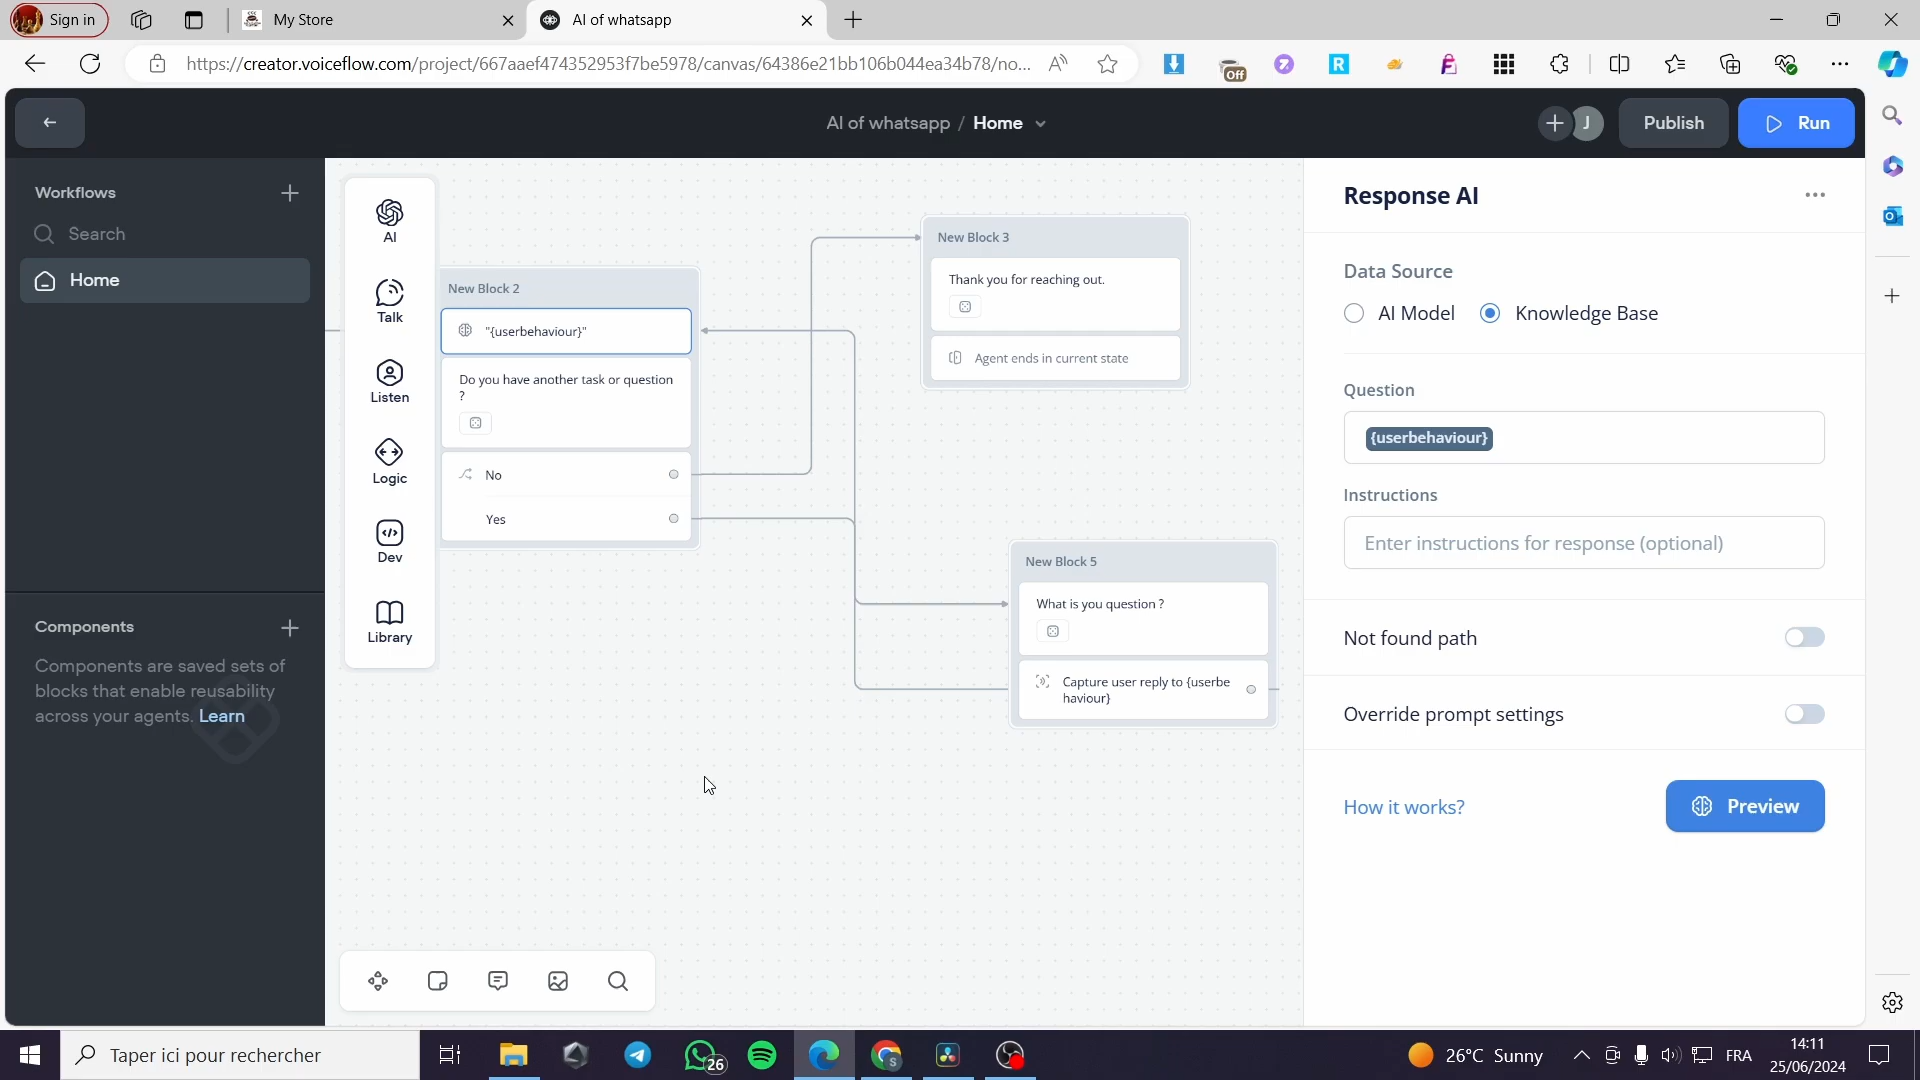 Sign in
My Store
AI of whatsapp
https://creator.voiceflow.com/project/667aaef474352953f7be5978/canvas/64386e21bb106b044ea34b78/no...
Off
AI of whatsapp / Home
J
Publish
Run
Workflows
Search
Home
Components
Components are saved sets of
blocks that enable reusability
across your agents. Learn
AI
Talk
Listen
Logic
Dev
Library
New Block 2
"{userbehaviour}"
Do you have another task or question
?
No
Yes
New Block 3
Thank you for reaching out.
Agent ends in current state
New Block 5
What is you question ?
Capture user reply to {userbe
haviour}
Response AI
Data Source
AI Model
Knowledge Base
Question
{userbehaviour}
Instructions
Enter instructions for response (optional)
Not found path
Override prompt settings
How it works?
Preview
Taper ici pour rechercher
26
26°C Sunny
FRA
14:11
25/06/2024